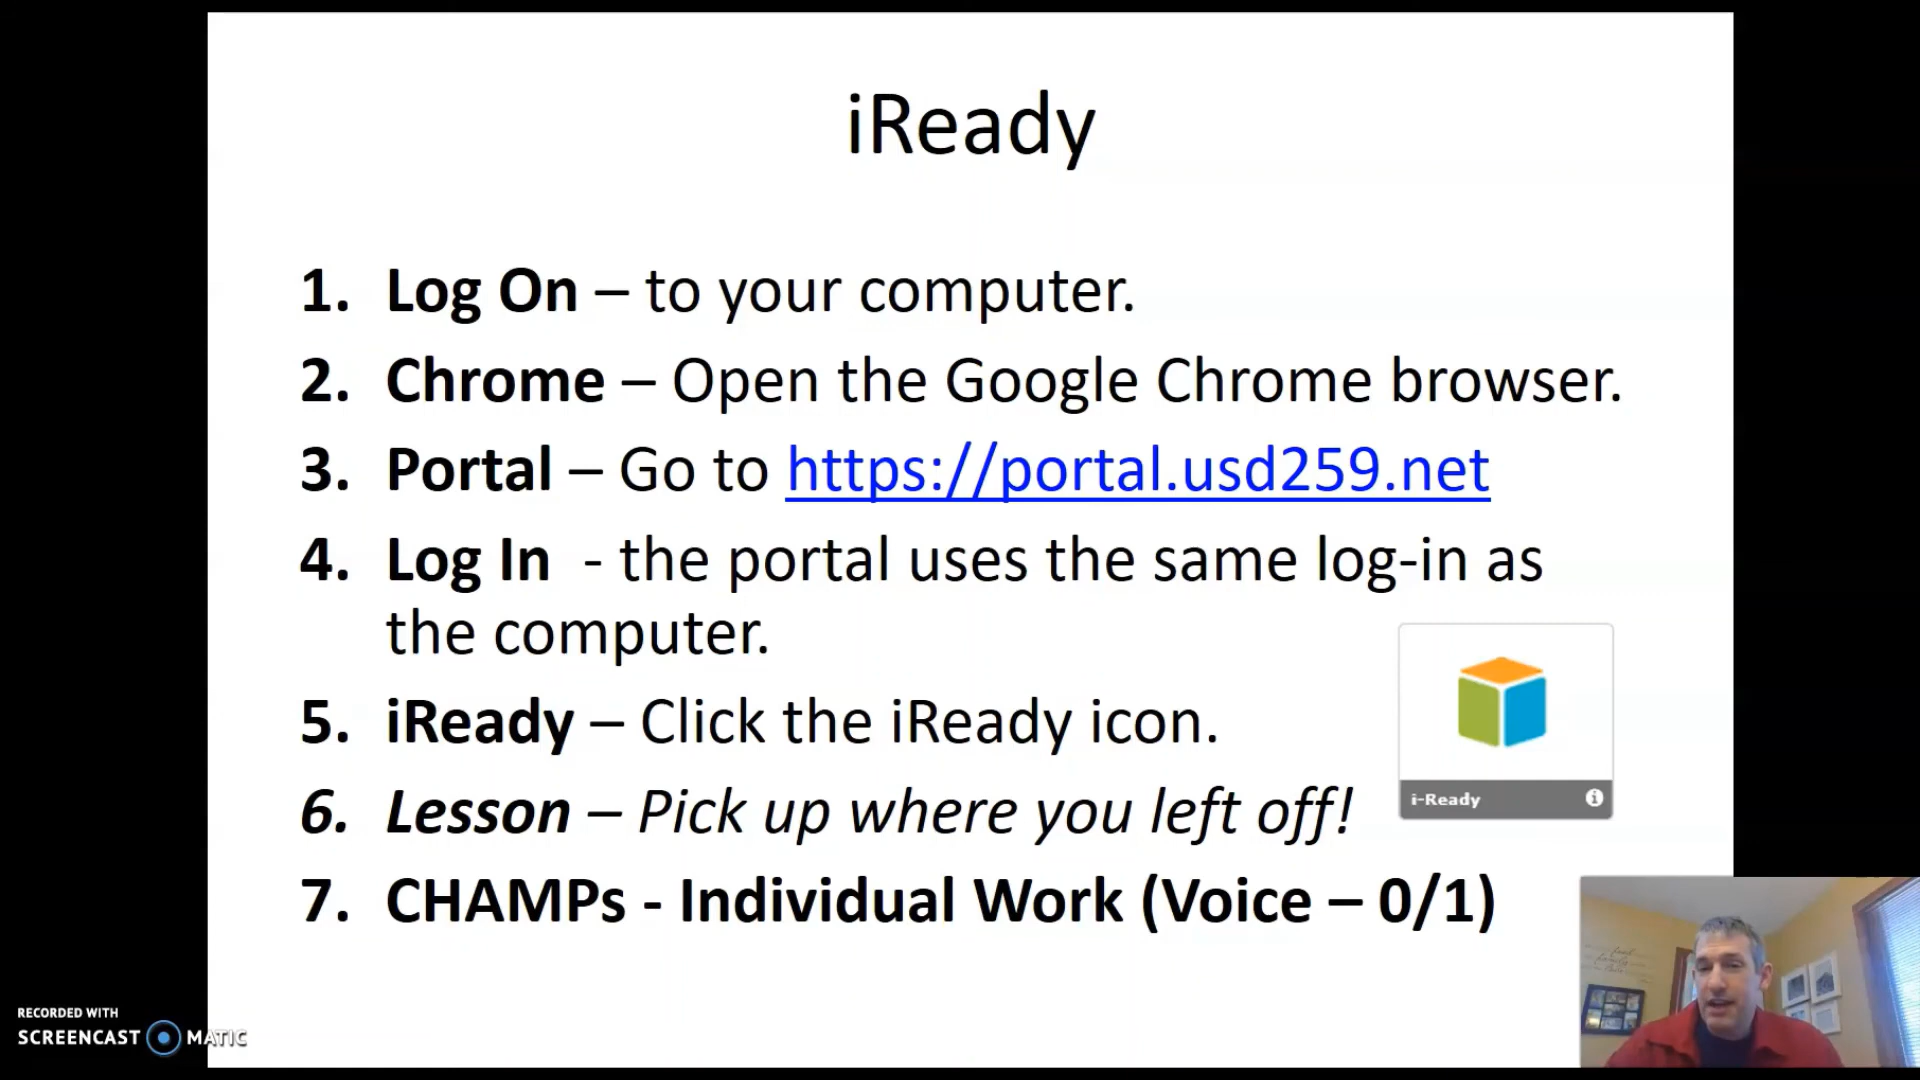 iReady
1. Log On – to your computer.
2. Chrome – Open the Google Chrome browser.
3. Portal – Go to https://portal.usd259.net
4. Log In - the portal uses the same log-in as
the computer.
5. iReady – Click the iReady icon.
i-Ready
6. Lesson – Pick up where you left off!
7. CHAMPs - Individual Work (Voice – 0/1)
RECORDED WITH
SCREENCAST MATIC